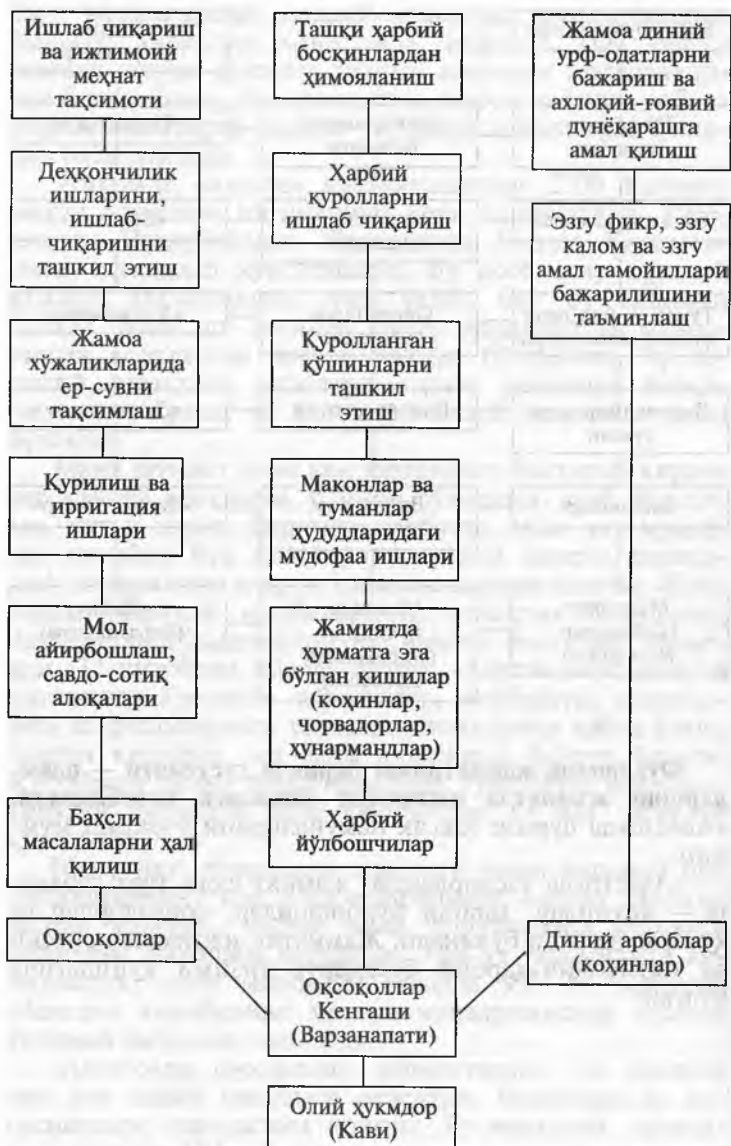 Ишлаб чиқариш
ва ижтимоий
меҳнат
тақсимоти
Деҳқончилик
ишларини,
ишлаб-
чиқаришни
ташкил этиш
Жамоа
хўжаликларида
ер-сувни
тақсимлаш
Қурилиш ва
ирригация
ишлари
Мол
айирбошлаш,
савдо-сотиқ
алоқалари
Баҳсли
масалаларни ҳал
қилиш
Оқсоқоллар
Ташқи ҳарбий
босқинлардан
ҳимояланиш
Ҳарбий
қуролларни
ишлаб чиқариш
Қуролланган
қўшинларни
ташкил
этиш
Маконлар ва
туманлар
ҳудудларидаги
мудофаа ишлари
Жамиятда
ҳурматга эга
бўлган кишилар
(коҳинлар,
чорвадорлар,
ҳунармандлар)
Ҳарбий
йўлбошчилар
Жамоа диний
урф-одатларни
бажариш ва
ахлоқий-ғоявий
дунёқарашга
амал қилиш
Эзгу фикр, эзгу
калом ва эзгу
амал тамойиллари
бажарилишини
таъминлаш
Диний арбоблар
(коҳинлар)
Оқсоқоллар
Кенгаши
(Варзанапати)
Олий ҳукмдор
(Кави)